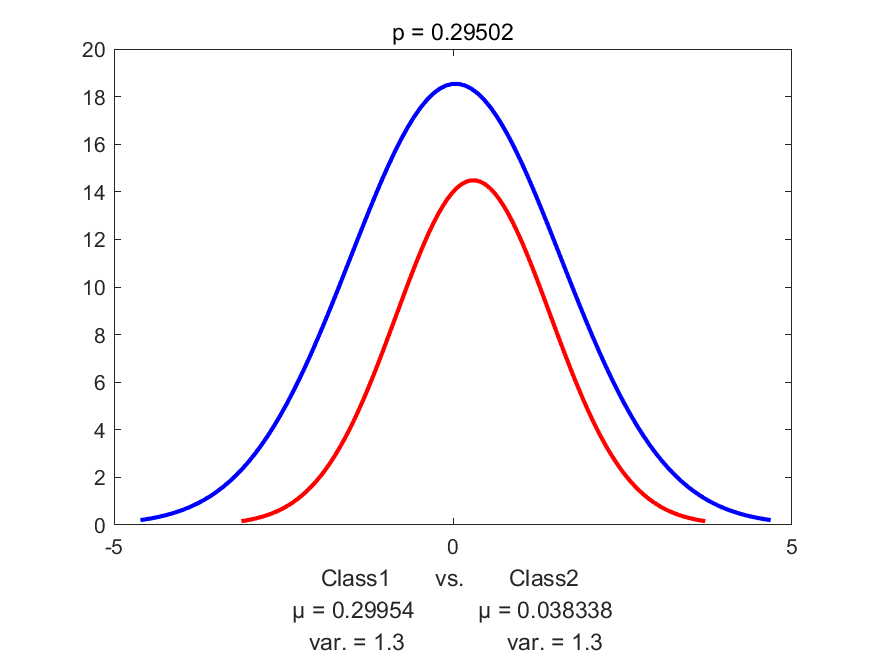 p = 0.29502
20
18
16
14
12
10
8
6
4
2
0
-5 0 5
Class1 vs. Class2
μ = 0.29954 μ = 0.038338
var. = 1.3 var. = 1.3